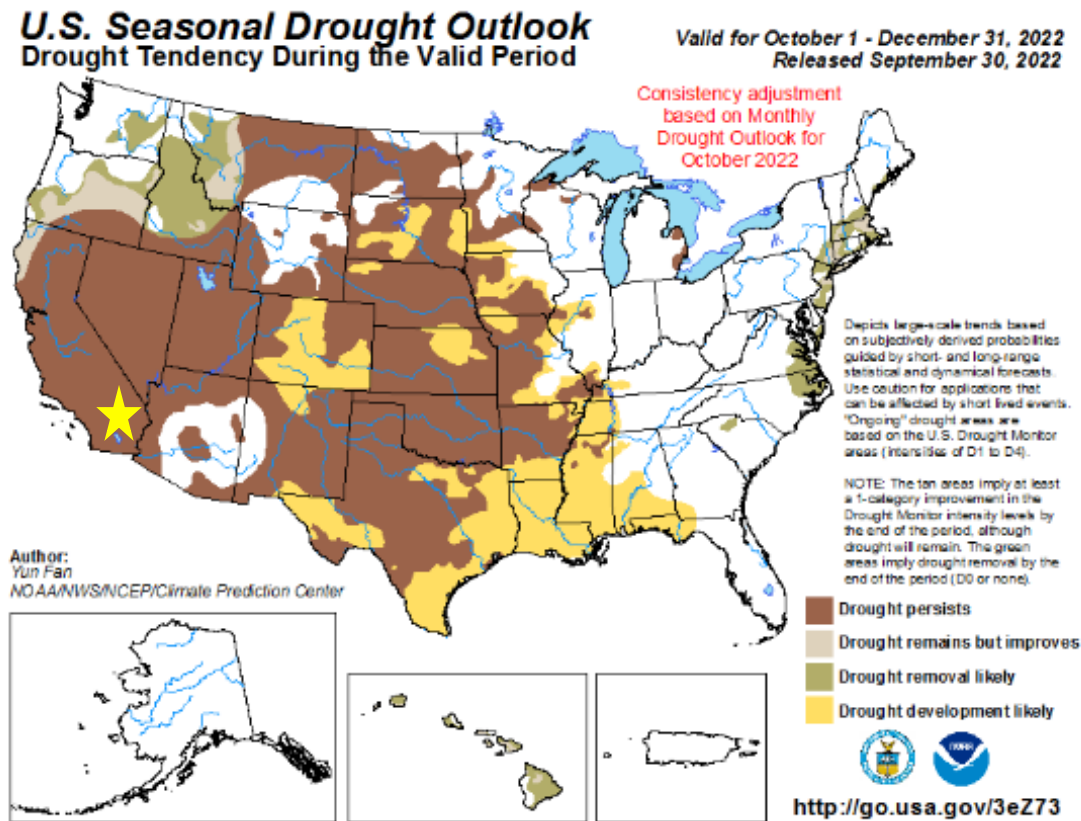 U.S. Seasonal Drought Outlook
Drought Tendency During the Valid Period
Valid for October 1 - December 31, 2022
Released September 30, 2022
Consistency adjustment
based on Monthly
Drought Outlook for
October 2022
Depicts large-scale trends based
on subjectively derived probabilities
guided by short- and long-range
statistical and dynamical forecasts.
Use caution for applications that
can be affected by short lived events.
"Ongoing" drought areas are
based on the U.S. Drought Monitor
areas (intensities of D1 to D4).
NOTE: The tan areas imply at least
a 1-category improvement in the
Drought Monitor intensity levels by
the end of the period, although
drought will remain. The green
areas imply drought removal by the
end of the period (D0 or none).
Author:
Yun Fan
NOAA/NWS/NCEP/Climate Prediction Center
Drought persists
Drought remains but improves
Drought removal likely
Drought development likely
NOAA
http://go.usa.gov/3eZ73